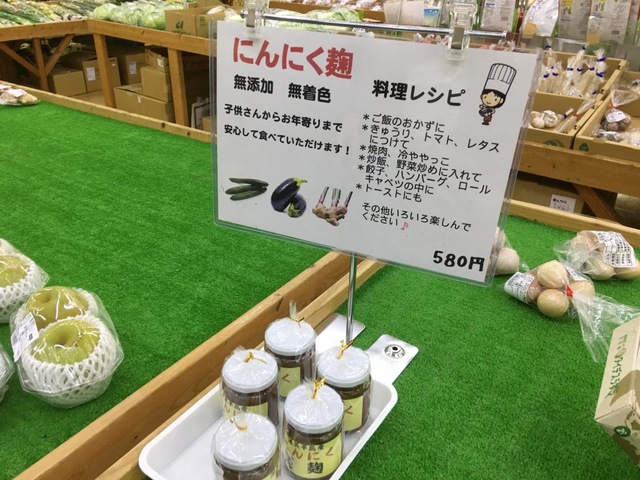 にんにく麹
無添加 無着色
子供さんからお年寄りまで
安心して食べていただけます!
料理レシピ
*ご飯のおかずに
*きゅうり、トマト、レタス
につけて
*焼肉、冷ややっこ
*炒飯、野菜炒めに入れて
*餃子、ハンバーグ、ロール
キャベツの中に
*トーストにも
その他いろいろ楽しんで
ください♪
580円
にんにく
麹